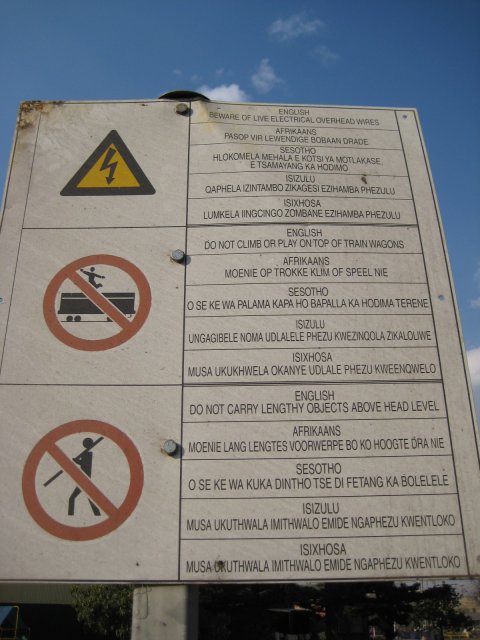 ENGLISH
BEWARE OF LIVE ELECTRICAL OVERHEAD WIRES
AFRIKAANS
PASOP VIR LEWENDIGE BOBAAN DRADE
SESOTHO
HLOKOMELA MEHALA E KOTSI YA MOTLAKASE
E TSAMAYANG KA HODIMO
ISIZULU
QAPHELA IZINTAMBO ZIKAGESI EZIHAMBA PHEZULU
ISIXHOSA
LUMKELA IINGCINGO ZOMBANE EZIHAMBA PHEZULU
ENGLISH
DO NOT CLIMB OR PLAY ON TOP OF TRAIN WAGONS
AFRIKAANS
MOENIE OP TROKKE KLIM OF SPEEL NIE
SESOTHO
O SE KE WA PALAMA KAPA HO BAPALLA KA HODIMA TERENE
ISIZULU
UNGAGIBELE NOMA UDLALELE PHEZU KWEZINQOLA ZIKALOLIWE
ISIXHOSA
MUSA UKUKHWELA OKANYE UDLALE PHEZU KWEENQWELO
ENGLISH
DO NOT CARRY LENGTHY OBJECTS ABOVE HEAD LEVEL
AFRIKAANS
MOENIE LANG LENGTES VOORWERPE BO KO HOOGTE DRA NIE
SESOTHO
O SE KE WA KUKA DINTHO TSE DI FETANG KA BOLELELE
ISIZULU
MUSA UKUTHWALA IMITHWALO EMIDE NGAPHEZU KWENTLOKO
ISIXHOSA
MUSA UKUTHWALA IMITHWALO EMIDE NGAPHEZU KWENTLOKO